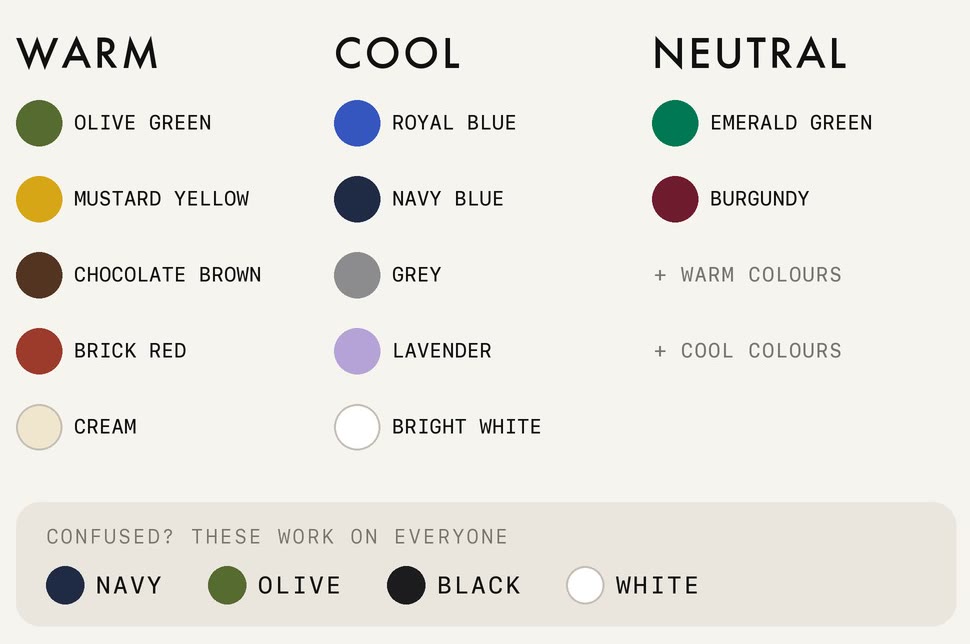 WARM
OLIVE GREEN
MUSTARD YELLOW
CHOCOLATE BROWN
BRICK RED
CREAM
COOL
ROYAL BLUE
NAVY BLUE
GREY
LAVENDER
BRIGHT WHITE
NEUTRAL
EMERALD GREEN
BURGUNDY
+ WARM COLOURS
+ COOL COLOURS
CONFUSED? THESE WORK ON EVERYONE
NAVY OLIVE BLACK WHITE